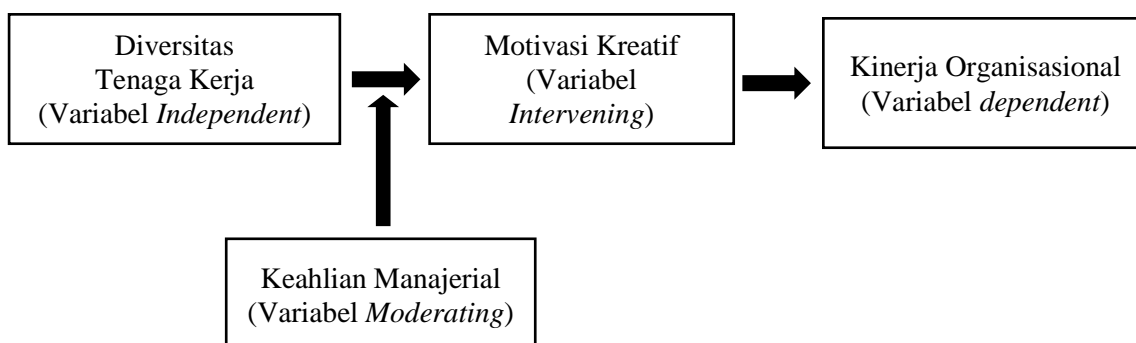 Diversitas
Tenaga Kerja
(Variabel Independent)
Motivasi Kreatif
(Variabel
Intervening)
Kinerja Organisasional
(Variabel dependent)
Keahlian Manajerial
(Variabel Moderating)